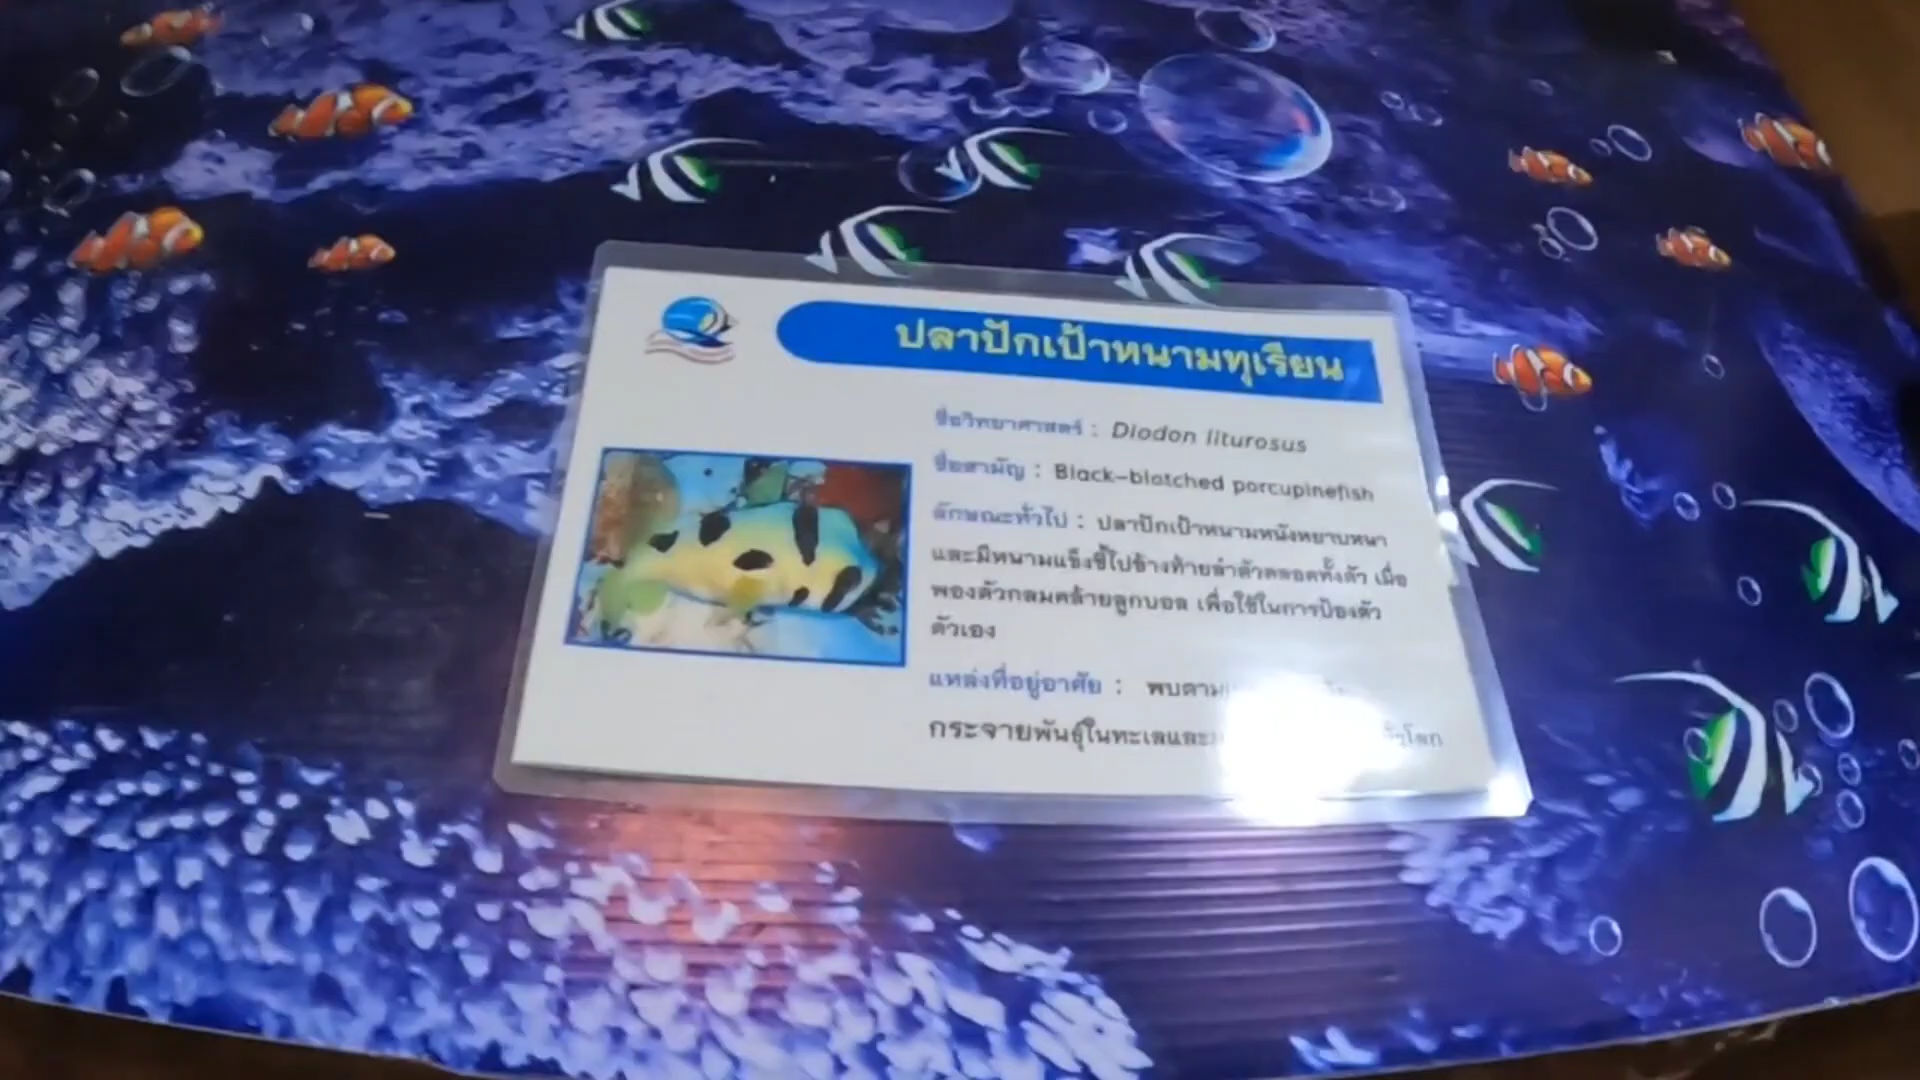 ปลาปักเป้าหนามทุเรียน
ชื่อวิทยาศาสตร์ : Diodon liturosus
ชื่อสามัญ : Black-blotched porcupinefish
ลักษณะทั่วไป : ปลาปักเป้าหนามหนังหยาบหนา
และมีหนามแข็งชี้ไปข้างท้ายลำตัวตลอดทั้งตัว เมื่อ
พองตัวกลมคล้ายลูกบอล เพื่อใช้ในการป้องตัว
ตัวเอง
แหล่งที่อยู่อาศัย : พบตาม
กระจายพันธุ์ในทะเลและ